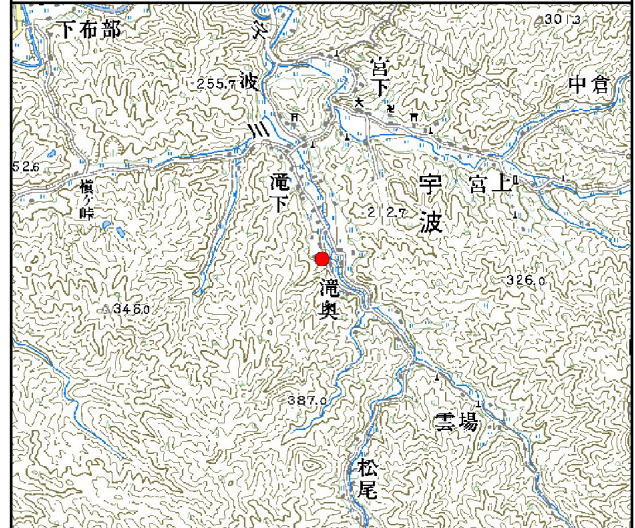 下布部
301.3
255.7
宮下
波
中倉
川
52.6
槇ヶ峠
滝下
宇波
宮上
212.7
滝奥
326.0
346.0
387.0
雲場
松尾